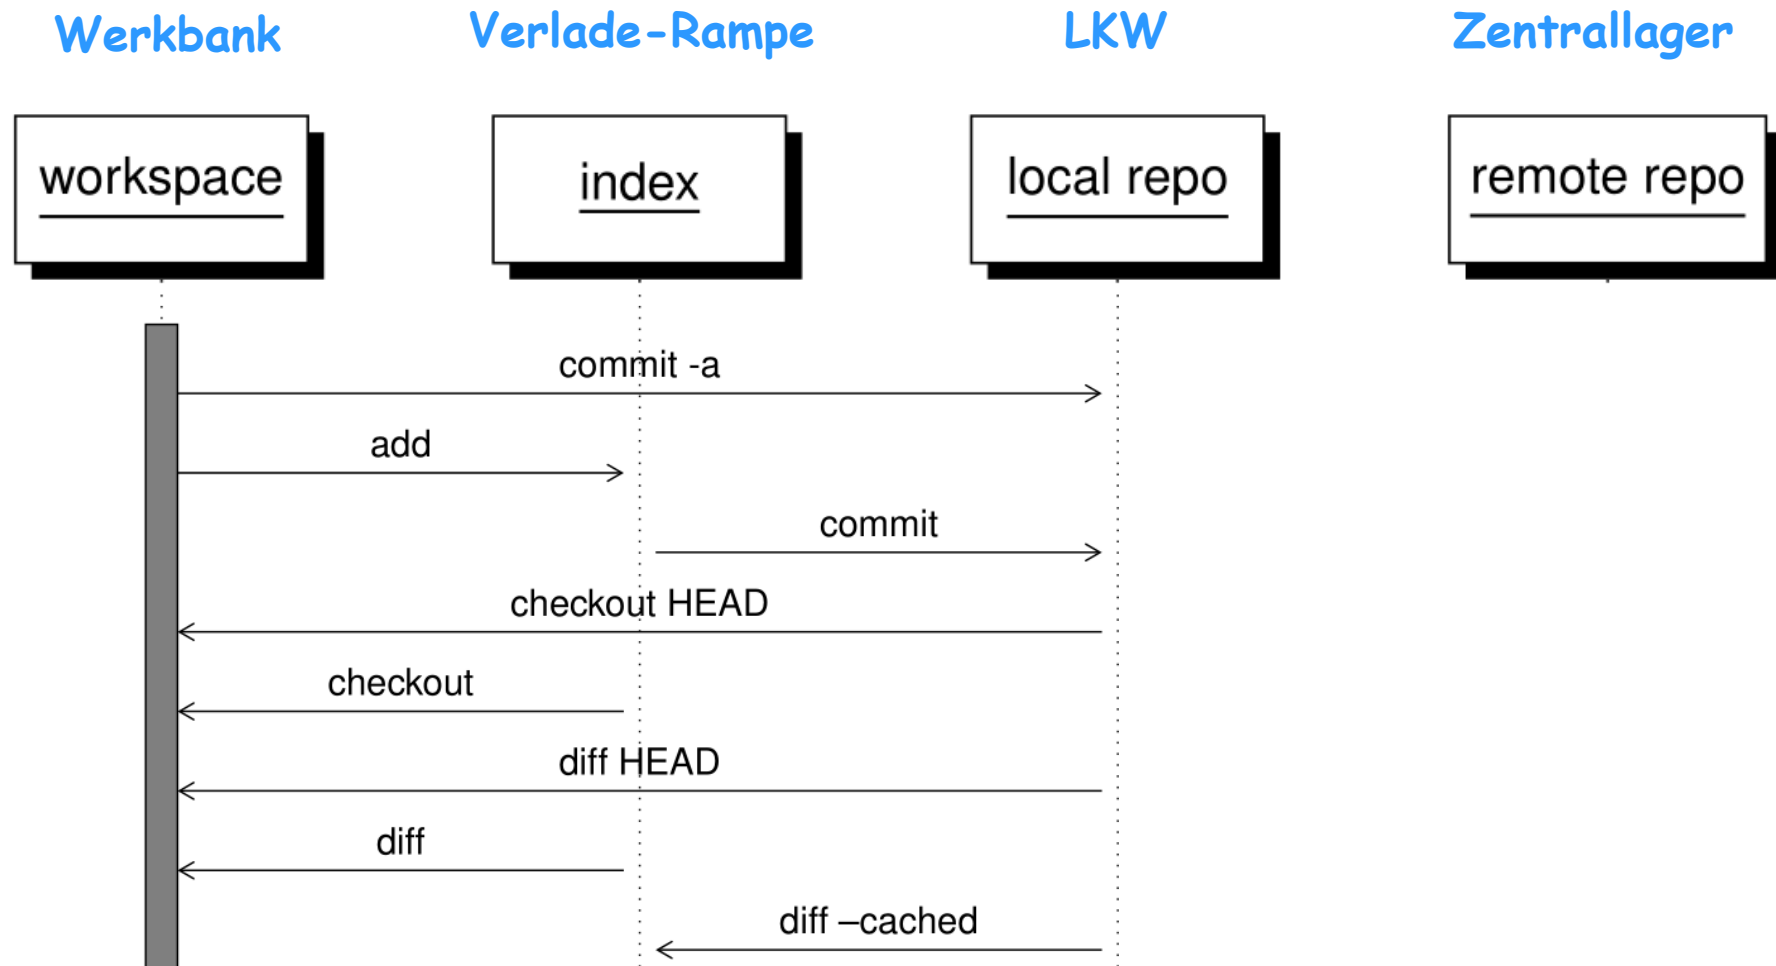 Werkbank
Verlade-Rampe
LKW
Zentrallager
workspace
index
local repo
remote repo
commit -a
add
commit
checkout HEAD
checkout
diff HEAD
diff
diff –cached